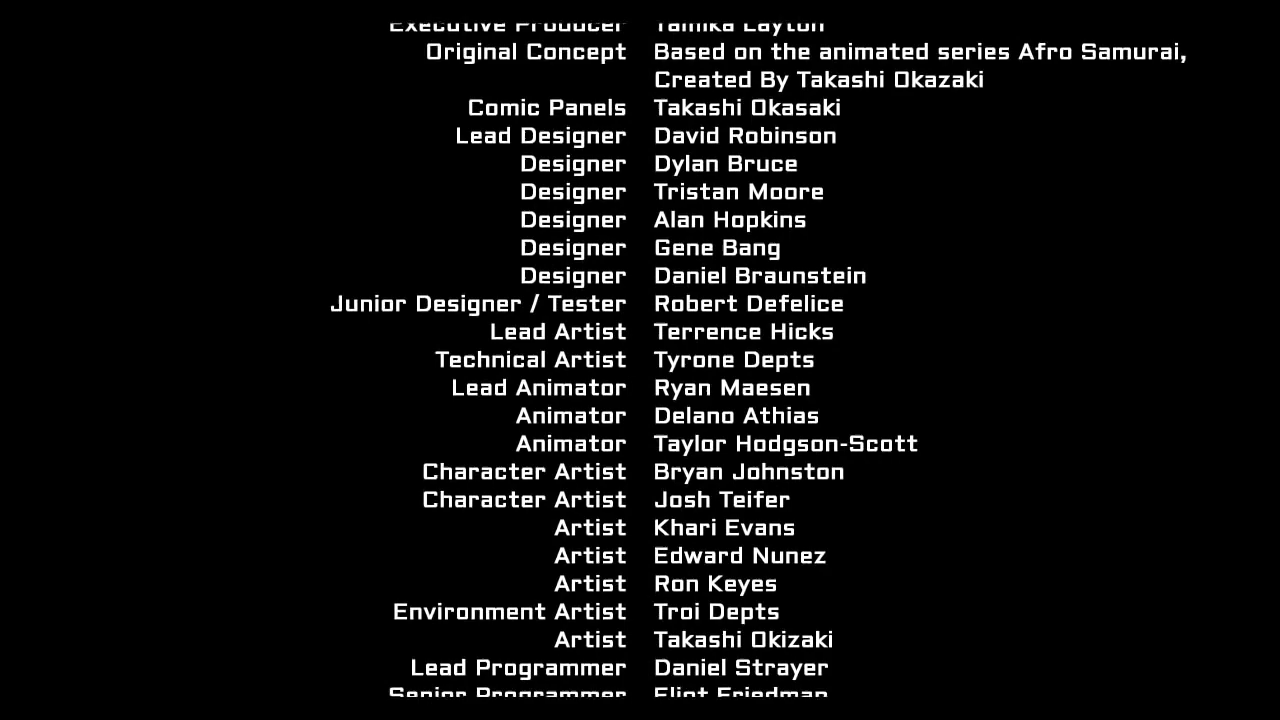 Executive Producer Tamika Layton
Original Concept Based on the animated series Afro Samurai,
Created By Takashi Okazaki
Comic Panels Takashi Okasaki
Lead Designer David Robinson
Designer Dylan Bruce
Designer Tristan Moore
Designer Alan Hopkins
Designer Gene Bang
Designer Daniel Braunstein
Junior Designer / Tester Robert Defelice
Lead Artist Terrence Hicks
Technical Artist Tyrone Depts
Lead Animator Ryan Maesen
Animator Delano Athias
Animator Taylor Hodgson-Scott
Character Artist Bryan Johnston
Character Artist Josh Teifer
Artist Khari Evans
Artist Edward Nunez
Artist Ron Keyes
Environment Artist Troi Depts
Artist Takashi Okizaki
Lead Programmer Daniel Strayer
Senior Programmer Flint Friedman